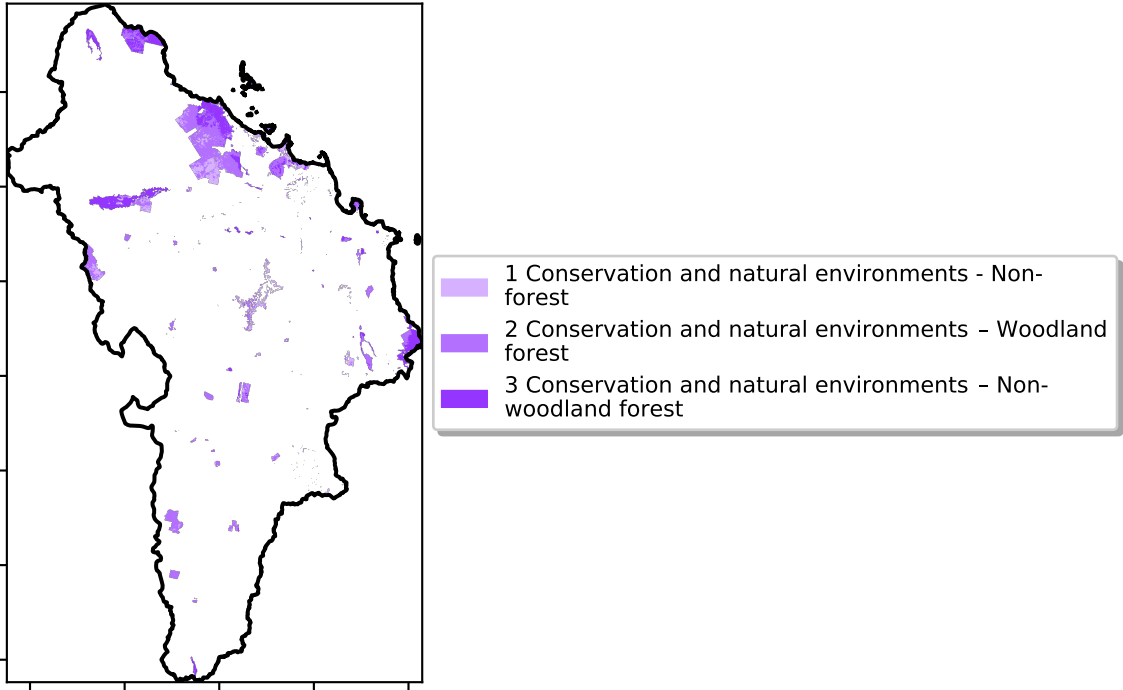 1 Conservation and natural environments - Non-
forest
2 Conservation and natural environments – Woodland
forest
3 Conservation and natural environments – Non-
woodland forest